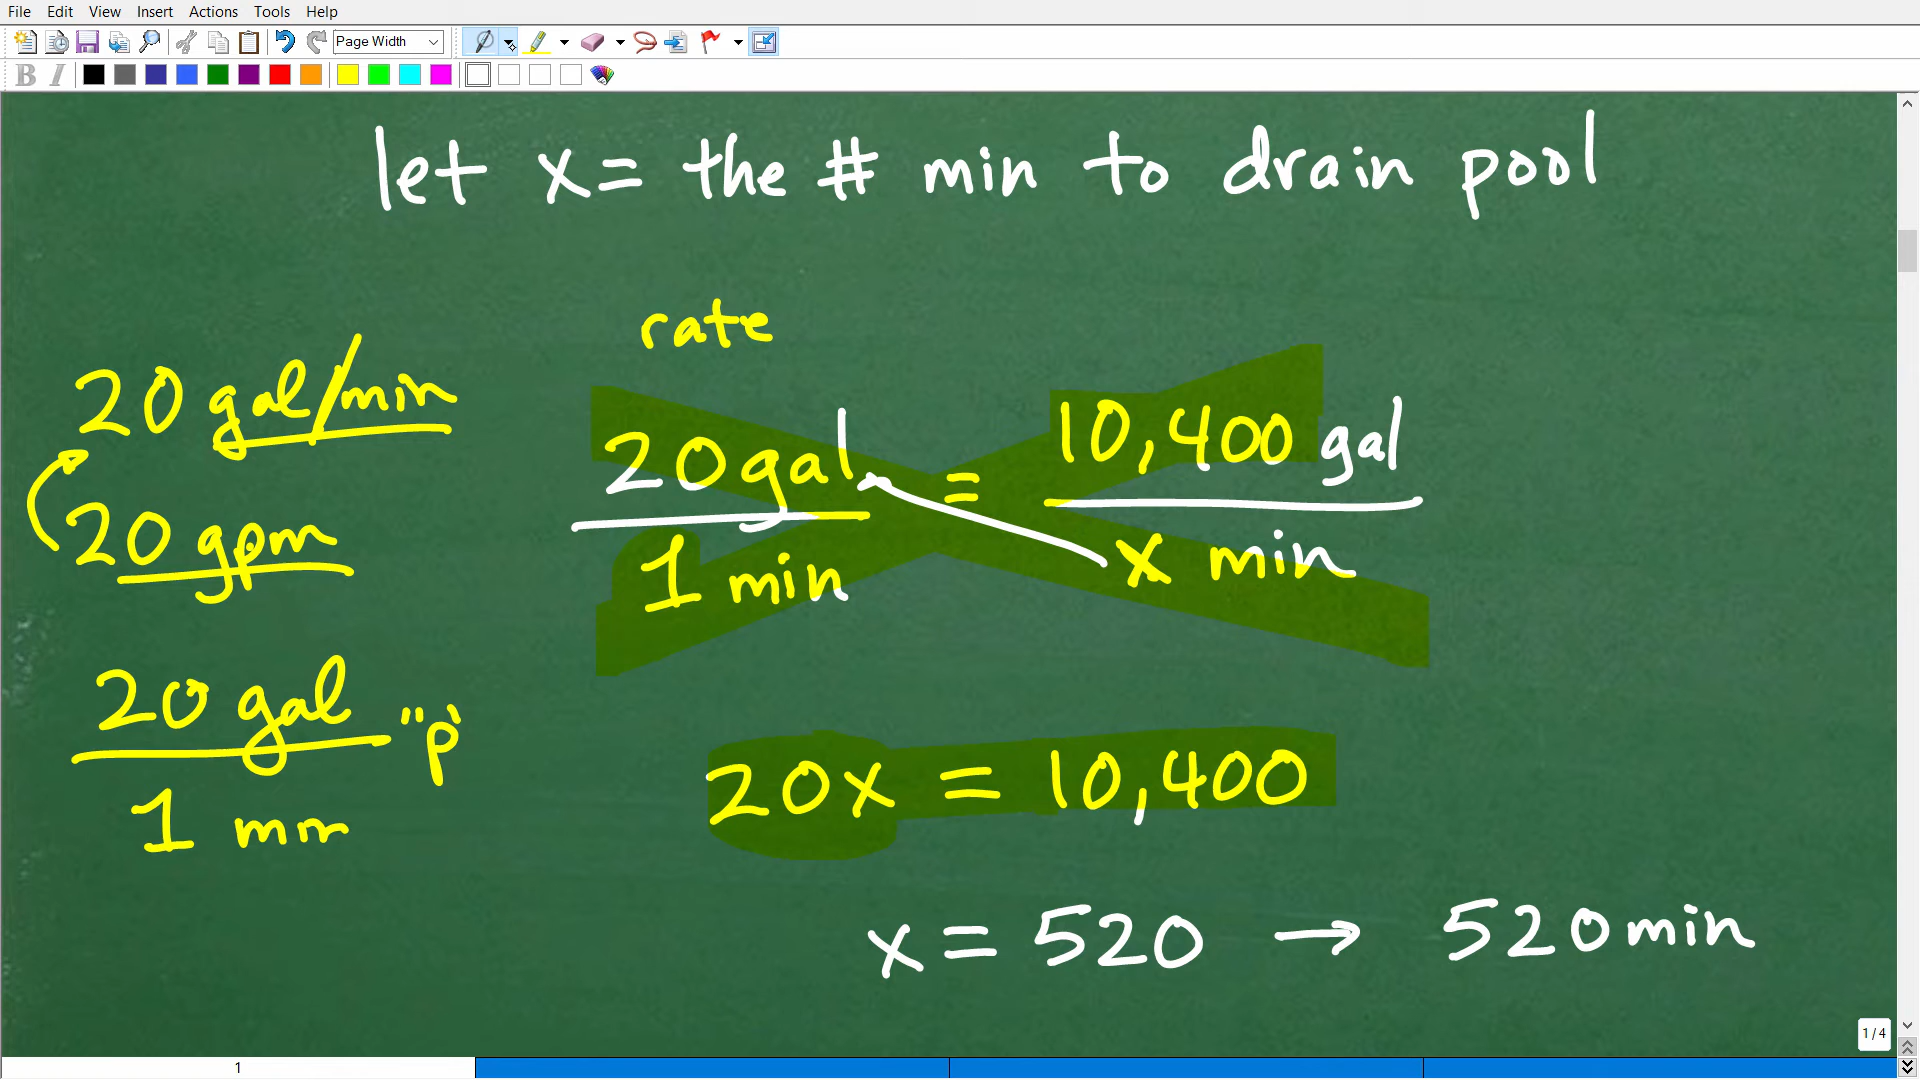 File Edit View Insert Actions Tools Help
Page Width
B I
let x = the # min to drain pool
rate
20 gal/min
20 gpm
20 gal "p"
1 min
20 gal = 10,400 gal
1 min x min
20x = 10,400
x = 520 → 520 min
1 / 4
1